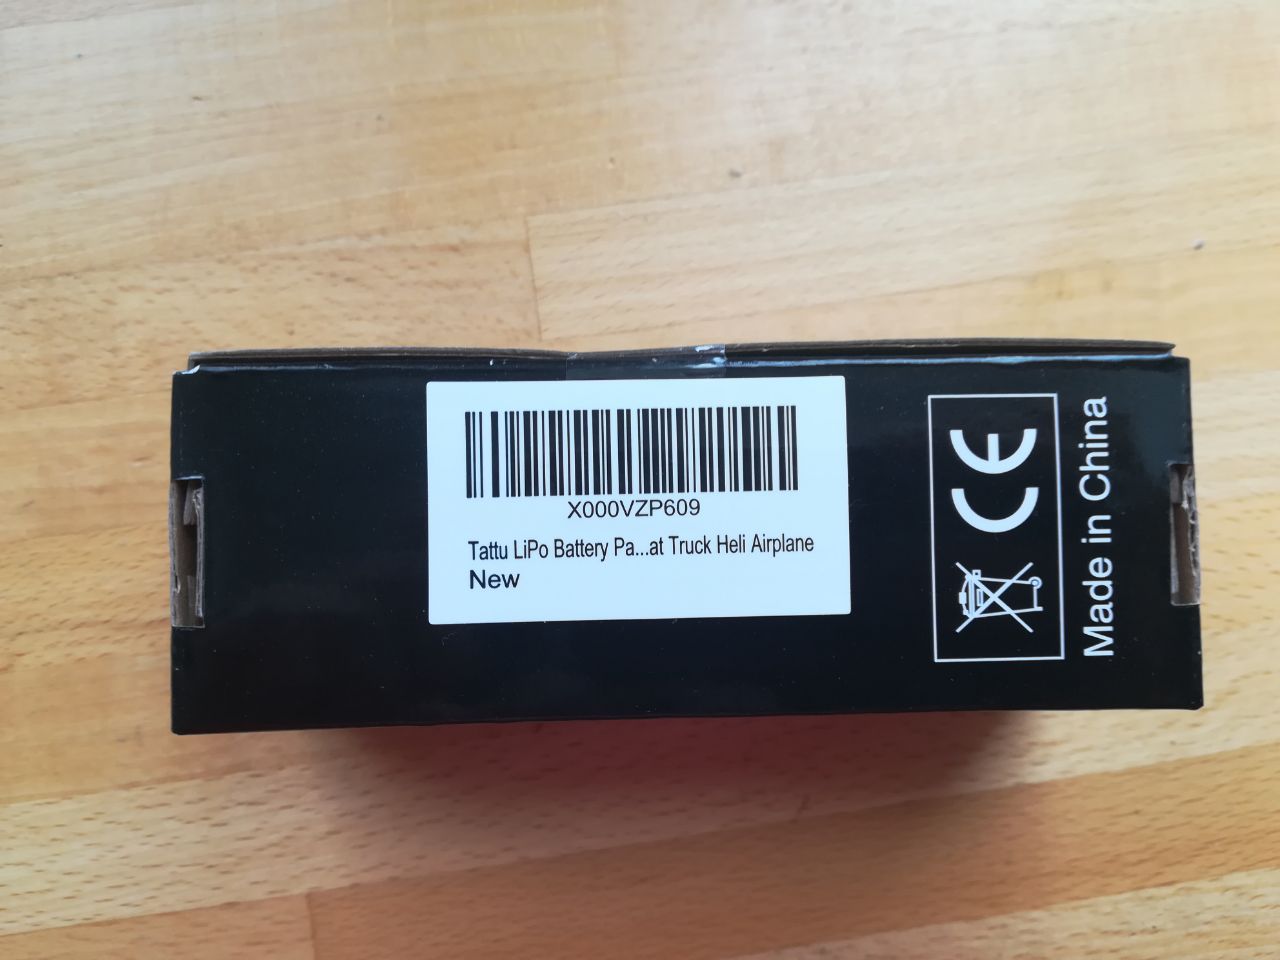 X000VZP609
Tattu LiPo Battery Pa...at Truck Heli Airplane
New
CE
Made in China